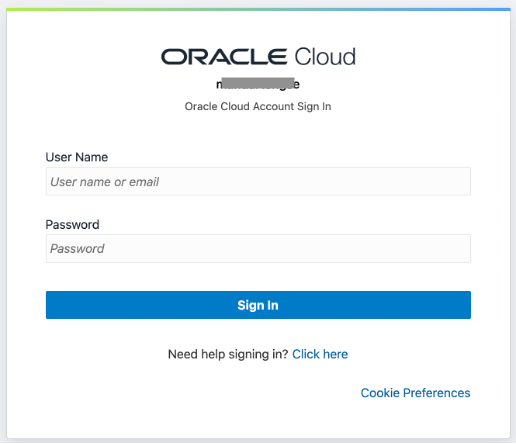 ORACLE Cloud
Oracle Cloud Account Sign In
User Name
User name or email
Password
Password
Sign In
Need help signing in? Click here
Cookie Preferences